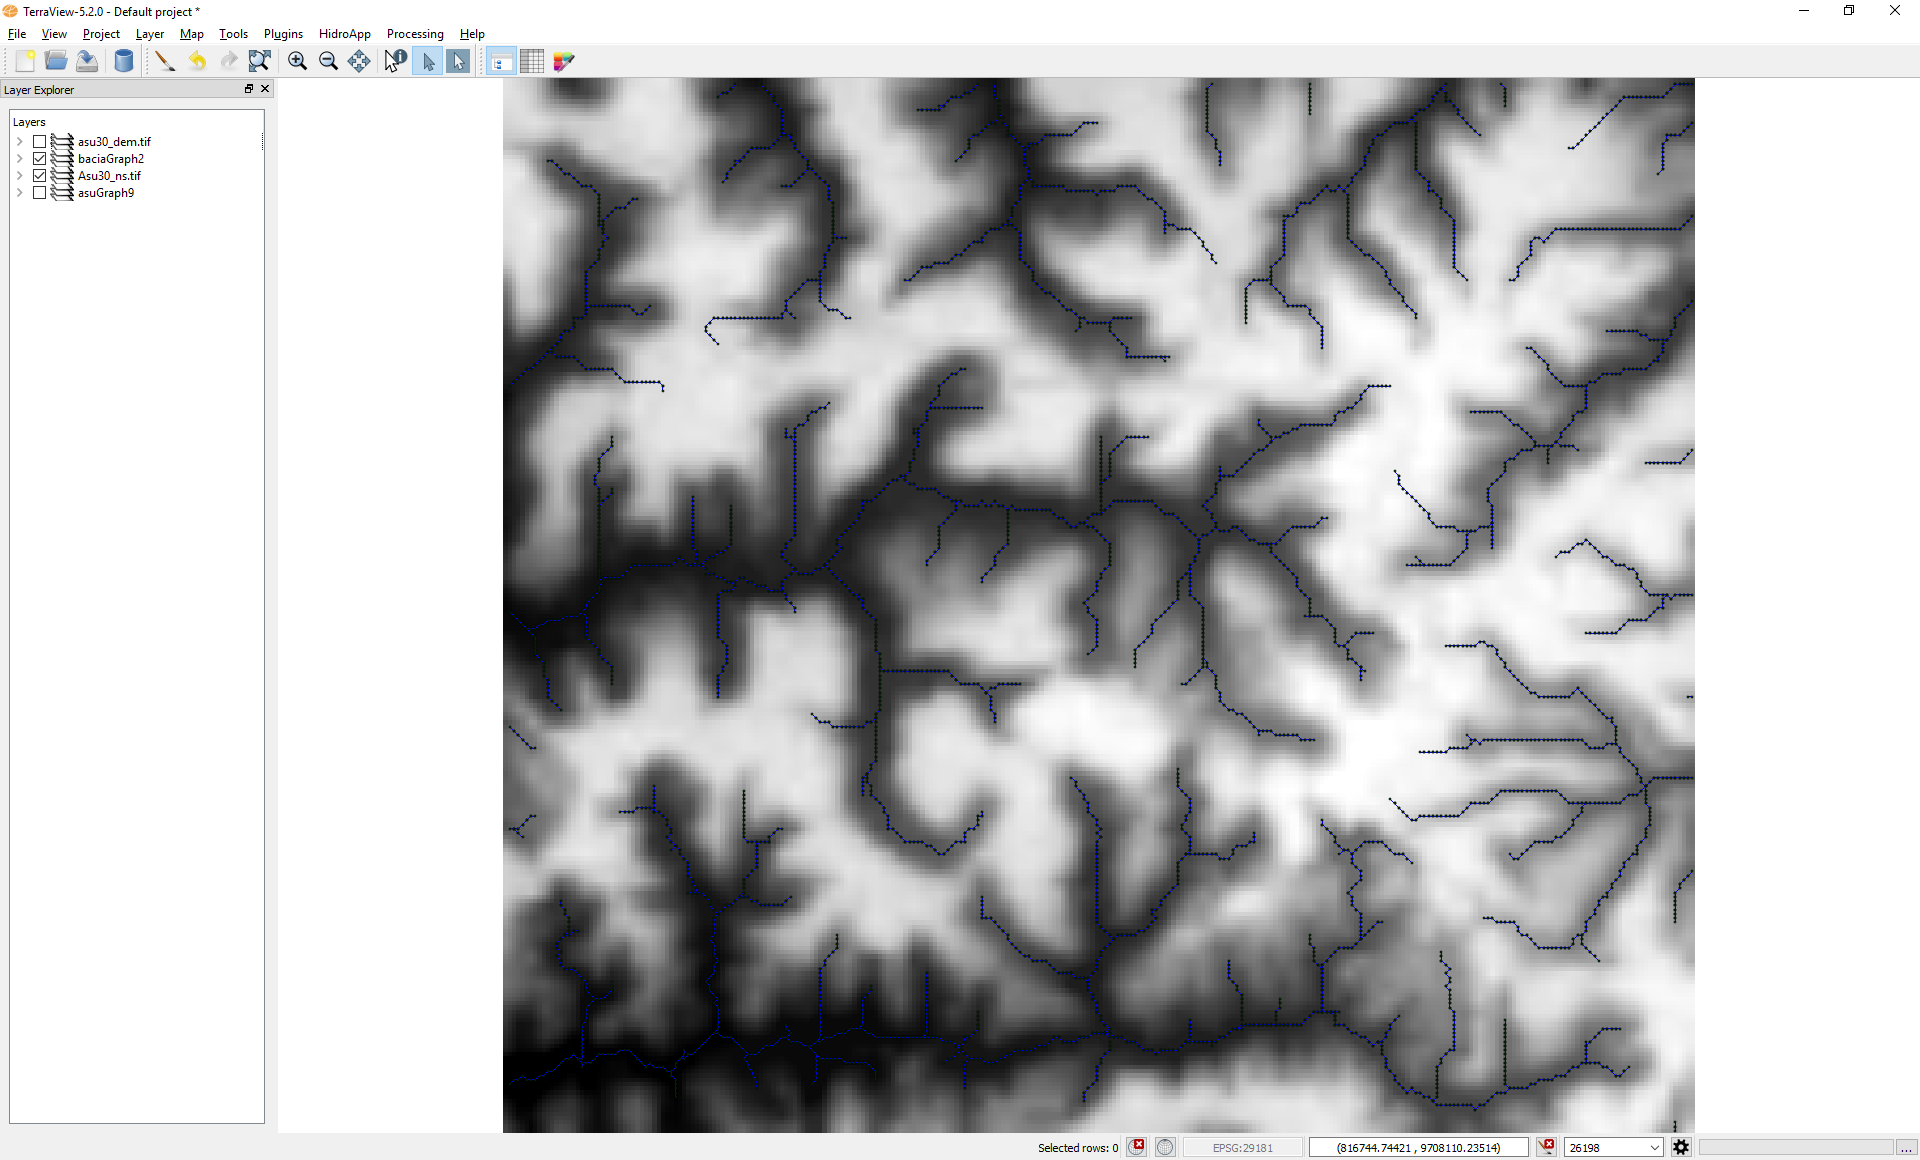 TerraView-5.2.0 - Default project *
File View Project Layer Map Tools Plugins HidroApp Processing Help
Layer Explorer
Layers
asu30_dem.tif
baciaGraph2
Asu30_ns.tif
asuGraph9
Selected rows: 0 EPSG:29181 (816744.74421 , 9708110.23514) 26198 ...